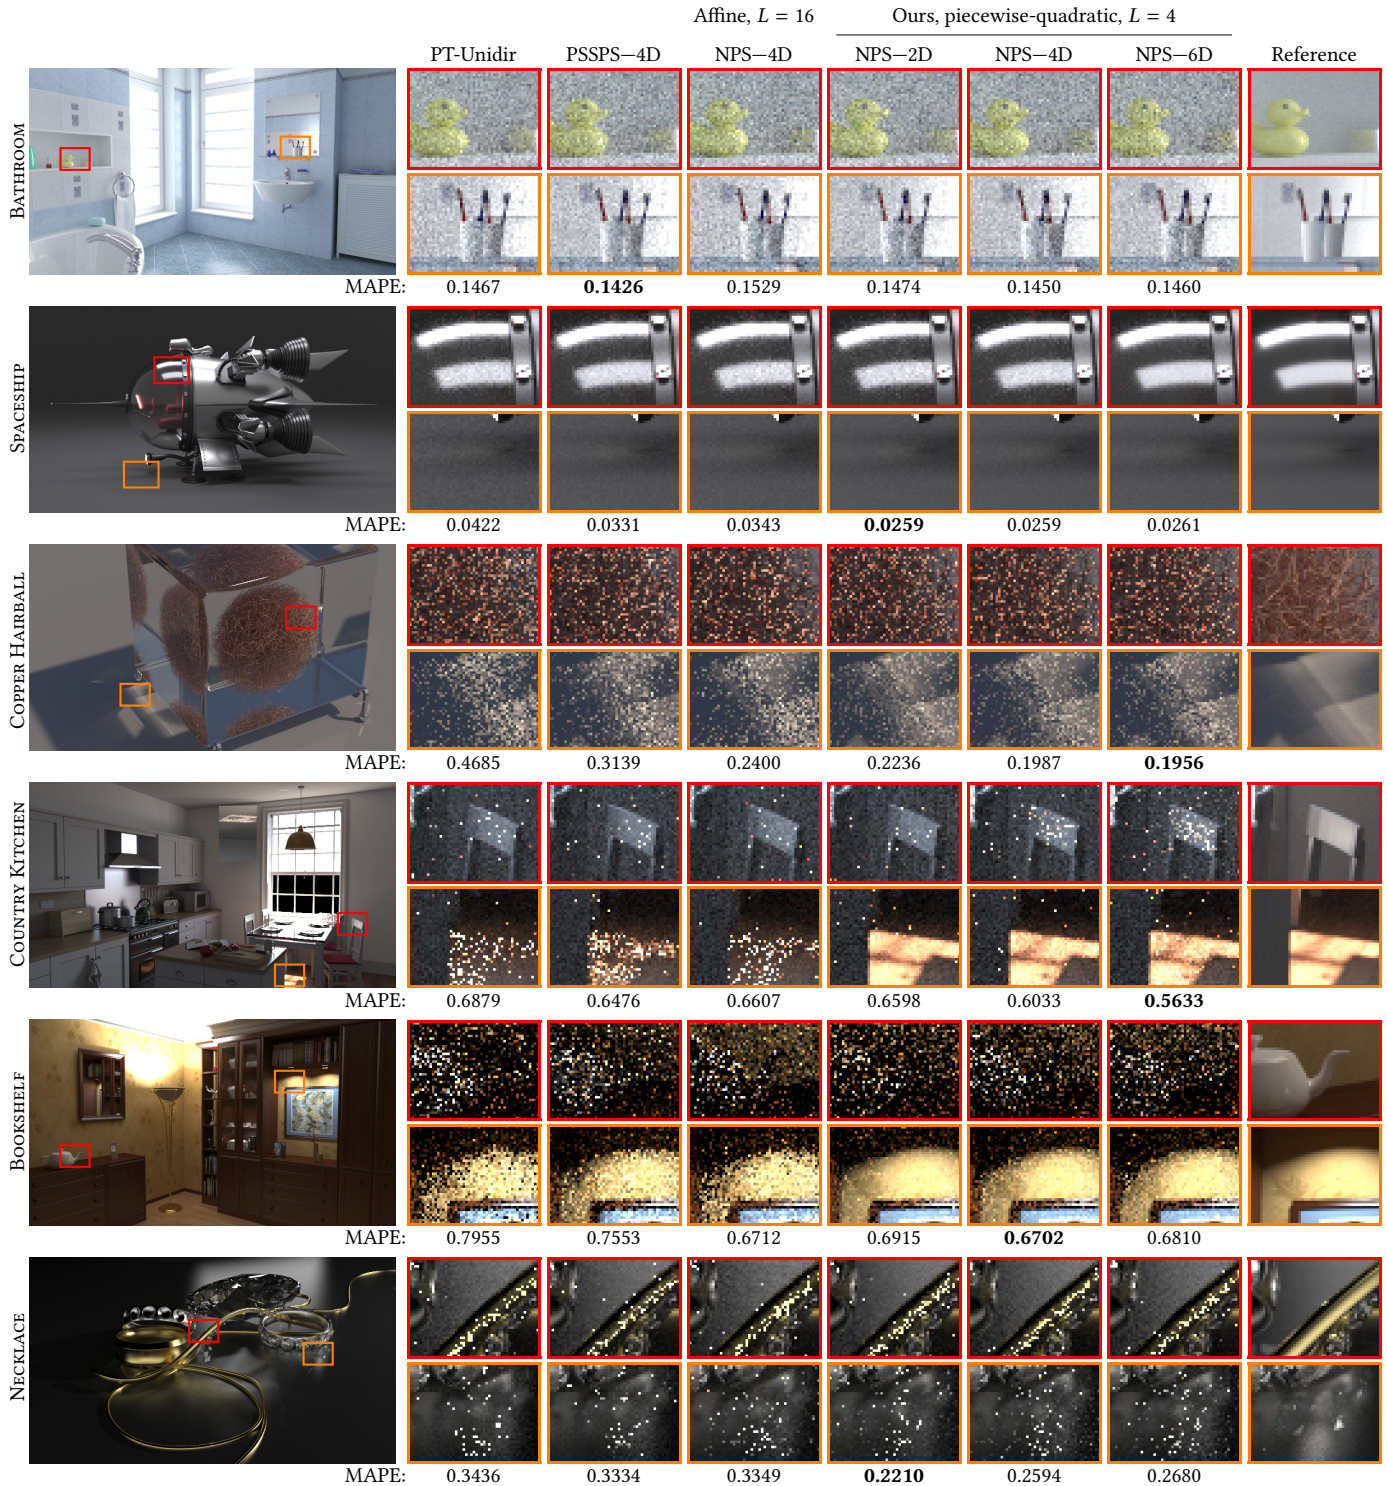 Affine, L = 16 Ours, piecewise-quadratic, L = 4
PT-Unidir PSSPS—4D NPS—4D NPS—2D NPS—4D NPS—6D Reference
BATHROOM
MAPE: 0.1467 0.1426 0.1529 0.1474 0.1450 0.1460
SPACESHIP
MAPE: 0.0422 0.0331 0.0343 0.0259 0.0259 0.0261
COPPER HAIRBALL
MAPE: 0.4685 0.3139 0.2400 0.2236 0.1987 0.1956
COUNTRY KITCHEN
MAPE: 0.6879 0.6476 0.6607 0.6598 0.6033 0.5633
BOOKSHELF
MAPE: 0.7955 0.7553 0.6712 0.6915 0.6702 0.6810
NECKLACE
MAPE: 0.3436 0.3334 0.3349 0.2210 0.2594 0.2680